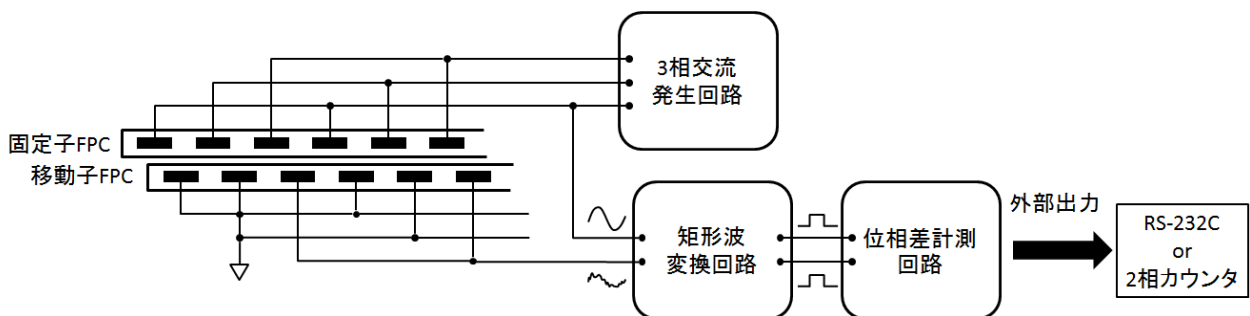 3相交流
発生回路
固定子FPC
移動子FPC
矩形波
変換回路
位相差計測
回路
外部出力
RS-232C
or
2相カウンタ